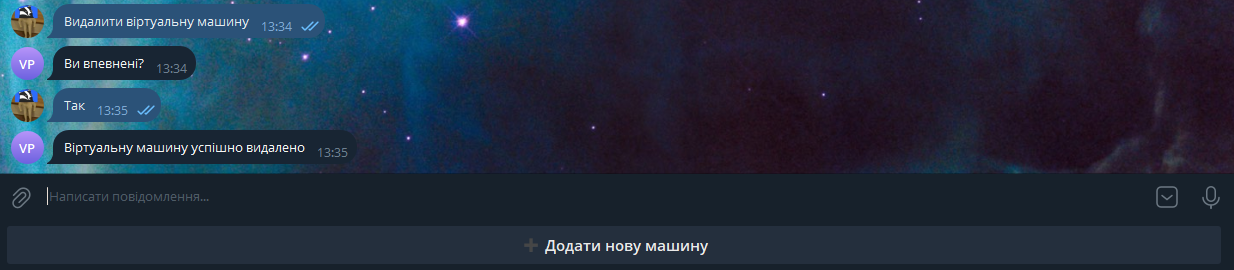 Видалити віртуальну машину 13:34
VP Ви впевнені? 13:34
Так 13:35
VP Віртуальну машину успішно видалено 13:35
Написати повідомлення...
Додати нову машину